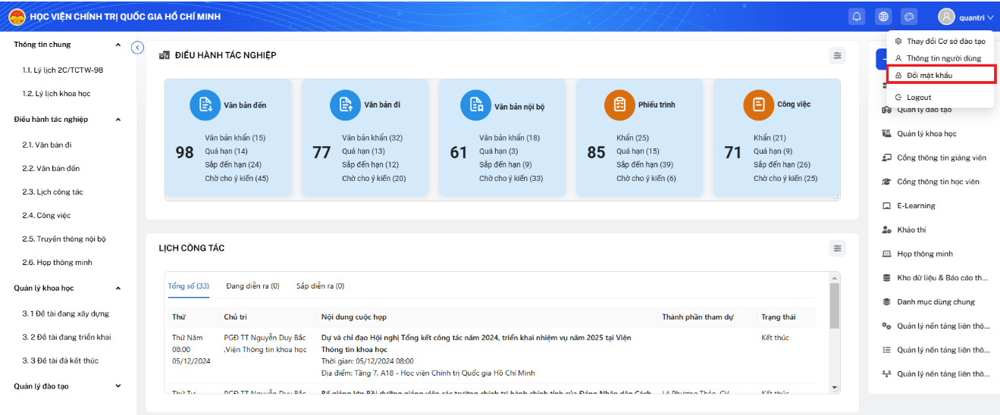 HỌC VIỆN CHÍNH TRỊ QUỐC GIA HỒ CHÍ MINH
quantri
Thay đổi Cơ sở đào tạo
Thông tin người dùng
Đổi mật khẩu
Logout
Thông tin chung
1.1. Lý lịch 2C/TCTW-98
1.2. Lý lịch khoa học
Điều hành tác nghiệp
2.1. Văn bản đi
2.2. Văn bản đến
2.3. Lịch công tác
2.4. Công việc
2.5. Truyền thông nội bộ
2.6. Họp thông minh
Quản lý khoa học
3. 1 Đề tài đang xây dựng
3. 2 Đề tài đang triển khai
3. 3 Đề tài đã kết thúc
Quản lý đào tạo
ĐIỀU HÀNH TÁC NGHIỆP
Văn bản đến
98
Văn bản khẩn (15)
Quá hạn (14)
Sắp đến hạn (24)
Chờ cho ý kiến (45)
Văn bản đi
77
Văn bản khẩn (32)
Quá hạn (13)
Sắp đến hạn (12)
Chờ cho ý kiến (20)
Văn bản nội bộ
61
Văn bản khẩn (18)
Quá hạn (3)
Sắp đến hạn (9)
Chờ cho ý kiến (33)
Phiếu trình
85
Khẩn (25)
Quá hạn (15)
Sắp đến hạn (39)
Chờ cho ý kiến (6)
Công việc
71
Khẩn (21)
Quá hạn (9)
Sắp đến hạn (26)
Chờ cho ý kiến (25)
LỊCH CÔNG TÁC
Tổng số (33) Đang diễn ra (0) Sắp diễn ra (0)
Thứ Chủ trì Nội dung cuộc họp Thành phần tham dự Trạng thái
Thứ Năm
08:00
05/12/2024
PGĐ TT Nguyễn Duy Bắc
,Viện Thông tin khoa học
Dự và chỉ đạo Hội nghị Tổng kết công tác năm 2024, triển khai nhiệm vụ năm 2025 tại Viện
Thông tin khoa học
Thời gian: 05/12/2024 08:00
Địa điểm: Tầng 7, A18 - Học viện Chính trị Quốc gia Hồ Chí Minh
Kết thúc
Thứ Tư PGĐ TT Nguyễn Duy Bắc Bế giảng lớp Bồi dưỡng giảng viên các trường chính trị hành chính tỉnh của Đảng Nhân dân Cách Lê Phương Thảo, CV Kết thúc
Quản lý đào tạo
Quản lý khoa học
Cổng thông tin giảng viên
Cổng thông tin học viên
E-Learning
Khảo thí
Họp thông minh
Kho dữ liệu & Báo cáo th...
Danh mục dùng chung
Quản lý nền tảng liên thô...
Quản lý nền tảng liên thô...
Quản lý nền tảng liên thô...